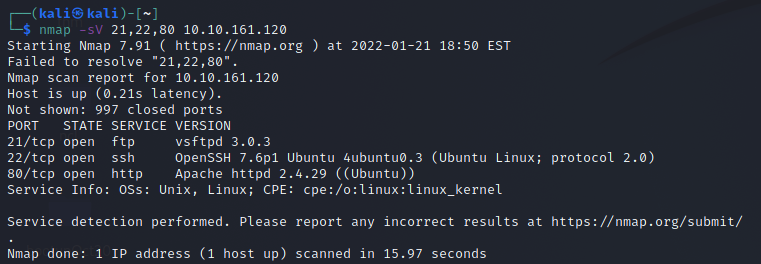 ┌──(kali㉿kali)-[~]
└─$ nmap -sV 21,22,80 10.10.161.120
Starting Nmap 7.91 ( https://nmap.org ) at 2022-01-21 18:50 EST
Failed to resolve "21,22,80".
Nmap scan report for 10.10.161.120
Host is up (0.21s latency).
Not shown: 997 closed ports
PORT   STATE SERVICE VERSION
21/tcp open  ftp     vsftpd 3.0.3
22/tcp open  ssh     OpenSSH 7.6p1 Ubuntu 4ubuntu0.3 (Ubuntu Linux; protocol 2.0)
80/tcp open  http    Apache httpd 2.4.29 ((Ubuntu))
Service Info: OSs: Unix, Linux; CPE: cpe:/o:linux:linux_kernel

Service detection performed. Please report any incorrect results at https://nmap.org/submit/
.
Nmap done: 1 IP address (1 host up) scanned in 15.97 seconds